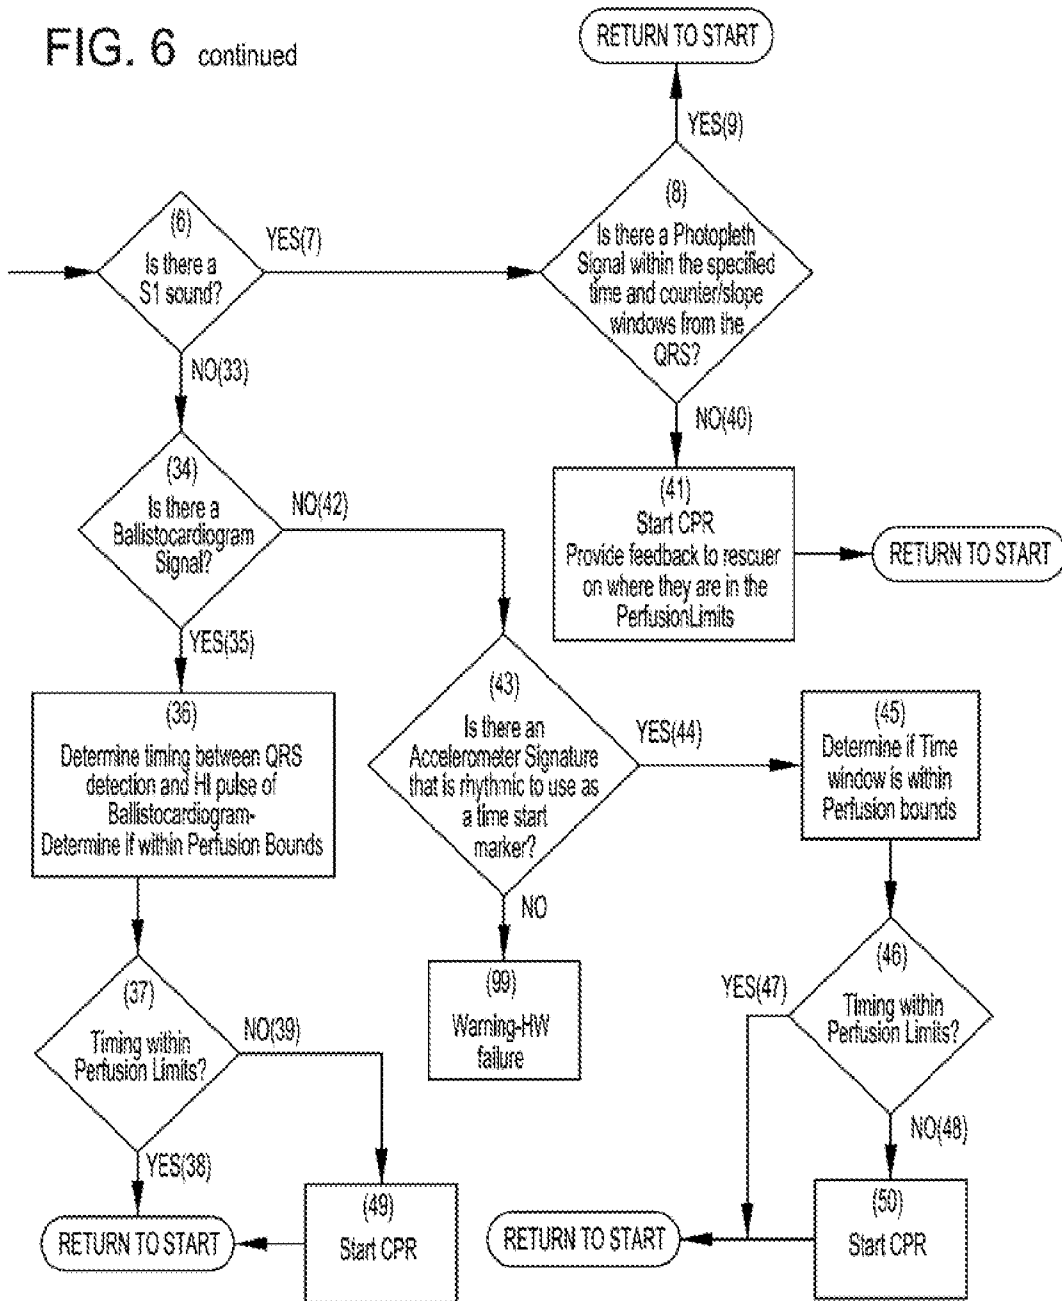 FIG. 6 continued
RETURN TO START
YES(9)
(8)
Is there a Photopleth
Signal within the specified
time and counter/slope
windows from the
QRS?
(6)
Is there a
S1 sound?
YES(7)
NO(33)
NO(40)
(41)
Start CPR
Provide feedback to rescuer
on where they are in the
PerfusionLimits
RETURN TO START
(34)
Is there a
Ballistocardiogram
Signal?
NO(42)
YES(35)
(36)
Determine timing between QRS
detection and HI pulse of
Ballistocardiogram-
Determine if within Perfusion Bounds
(43)
Is there an
Accelerometer Signature
that is rhythmic to use as
a time start
marker?
YES(44)
(45)
Determine if Time
window is within
Perfusion bounds
NO
(99)
Warning-HW
failure
(37)
Timing within
Perfusion Limits?
NO(39)
YES(38)
RETURN TO START
(49)
Start CPR
(46)
Timing within
Perfusion Limits?
YES(47)
NO(48)
(50)
Start CPR
RETURN TO START